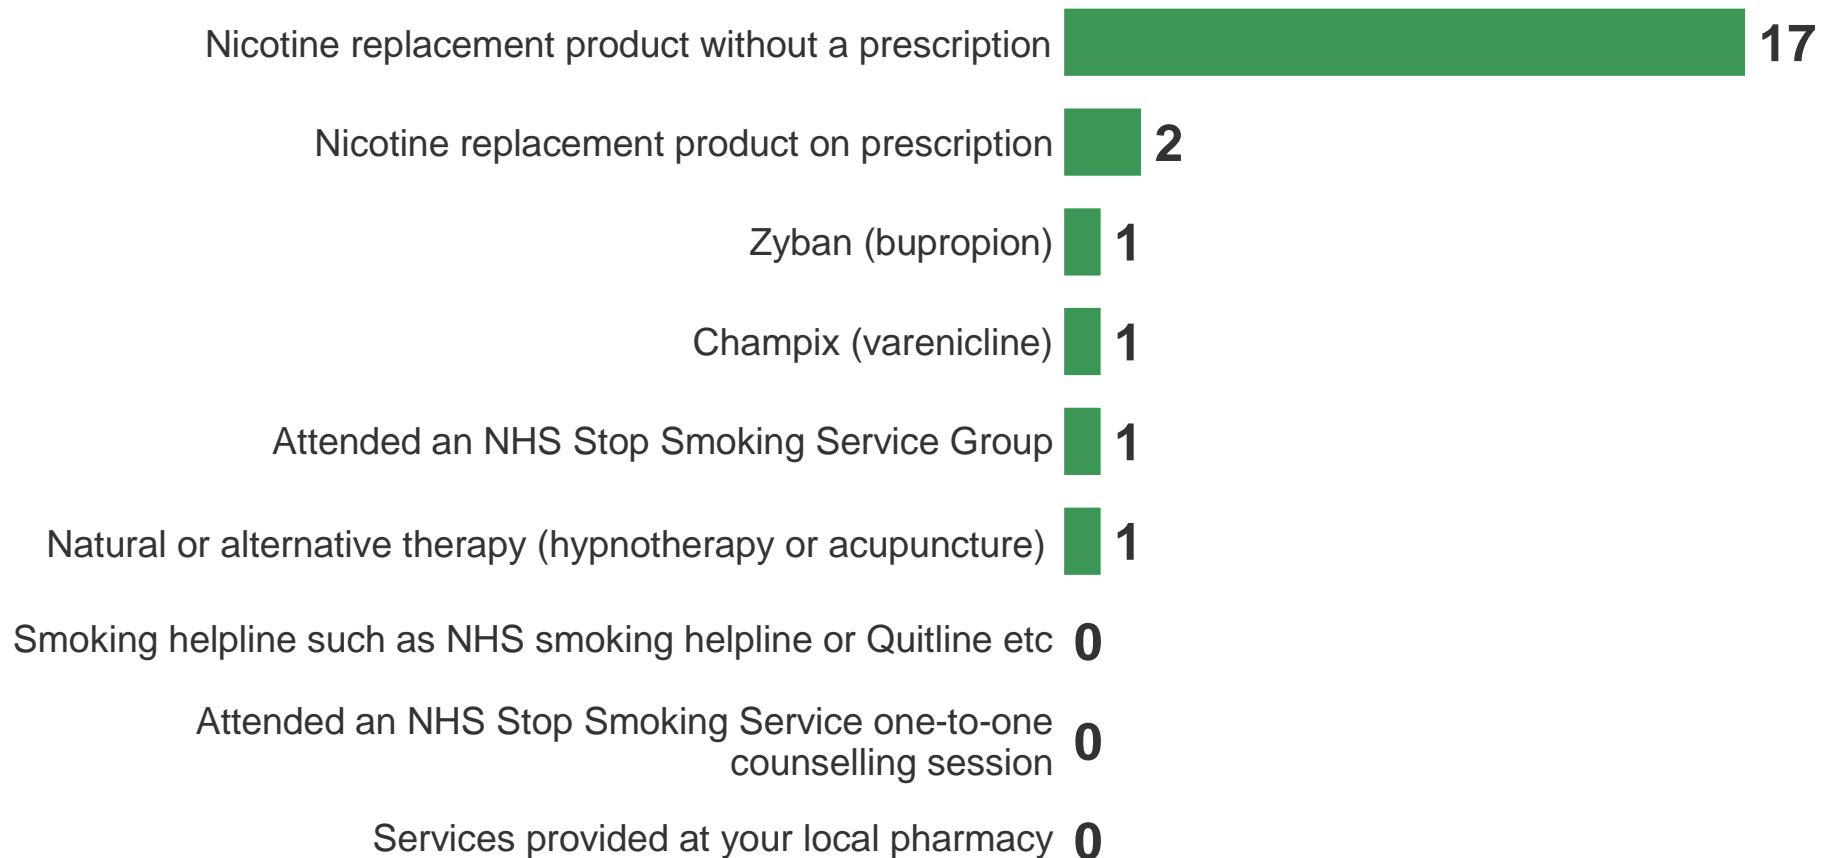 Nicotine replacement product without a prescription 17
Nicotine replacement product on prescription 2
Zyban (bupropion) 1
Champix (varenicline) 1
Attended an NHS Stop Smoking Service Group 1
Natural or alternative therapy (hypnotherapy or acupuncture) 1
Smoking helpline such as NHS smoking helpline or Quitline etc 0
Attended an NHS Stop Smoking Service one-to-one
counselling session 0
Services provided at your local pharmacy 0